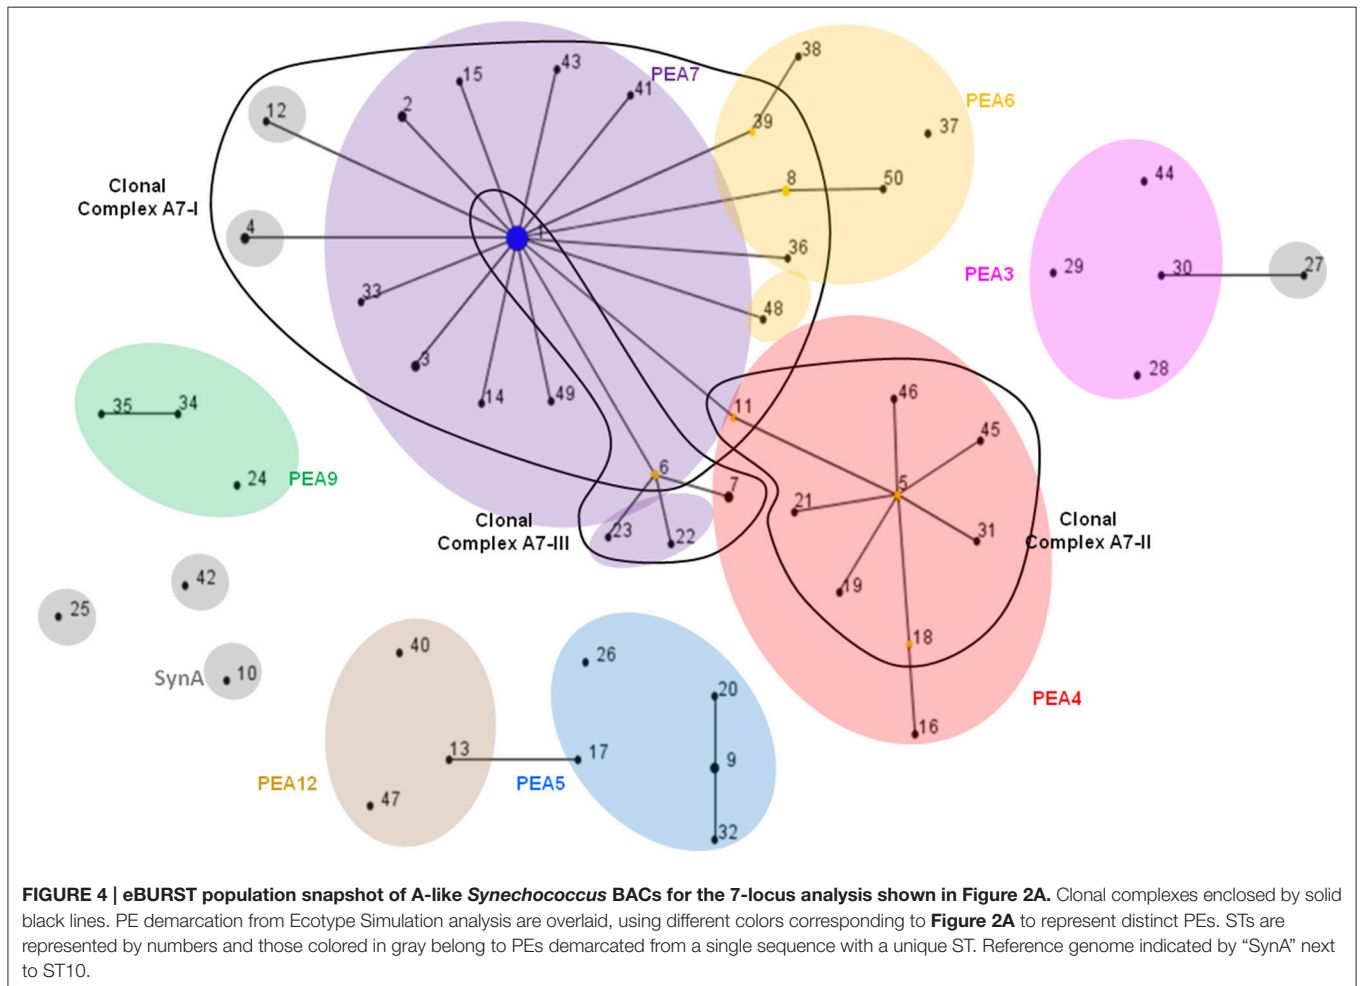 38
43
15
PEA7
41
PEA6
2
12
39
37
44
Clonal
Complex A7-I
8
50
4
1
36
PEA3
29
30
27
33
48
3
28
14
49
46
35
34
11
45
6
24
PEA9
7
5
21
23
22
31
Clonal
Complex A7-III
Clonal
Complex A7-II
42
19
25
18
40
26
SynA
10
20
PEA4
16
13
17
9
PEA12
PEA5
47
32
FIGURE 4 | eBURST population snapshot of A-like Synechococcus BACs for the 7-locus analysis shown in Figure 2A. Clonal complexes enclosed by solid
black lines. PE demarcation from Ecotype Simulation analysis are overlaid, using different colors corresponding to Figure 2A to represent distinct PEs. STs are
represented by numbers and those colored in gray belong to PEs demarcated from a single sequence with a unique ST. Reference genome indicated by “SynA” next
to ST10.